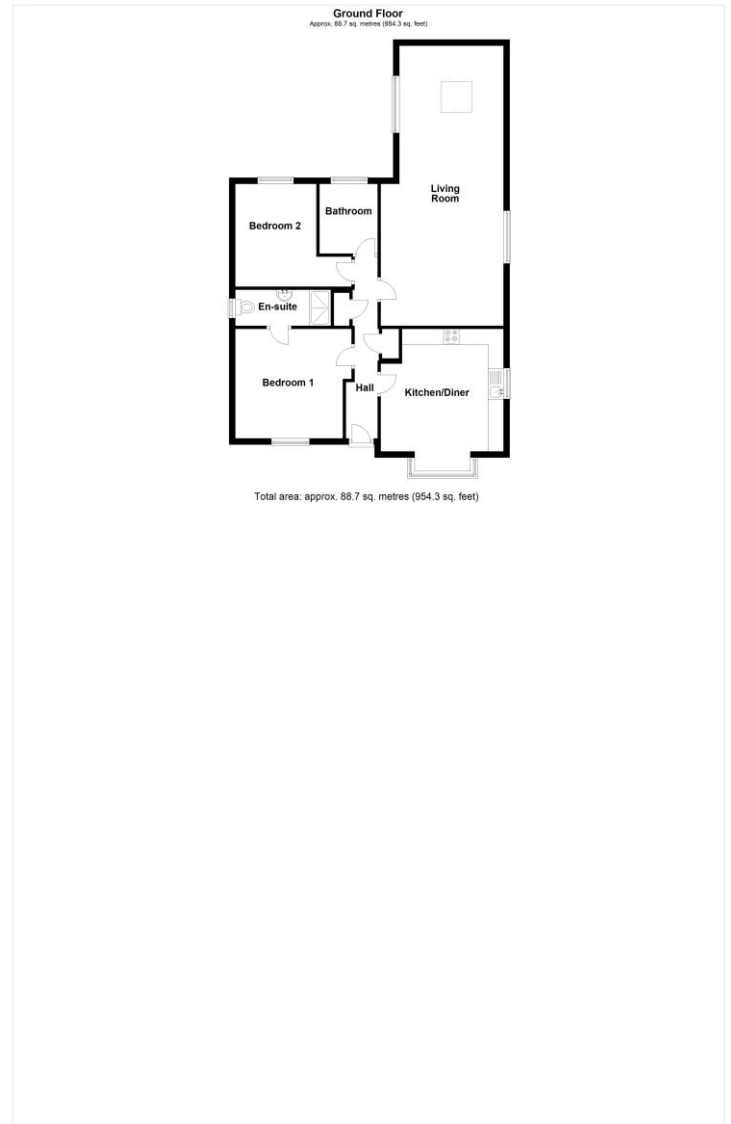 Ground Floor
Approx. 88.7 sq. metres (954.3 sq. feet)
Living
Room
Bathroom
Bedroom 2
En-suite
Bedroom 1
Hall
Kitchen/Diner
Total area: approx. 88.7 sq. metres (954.3 sq. feet)